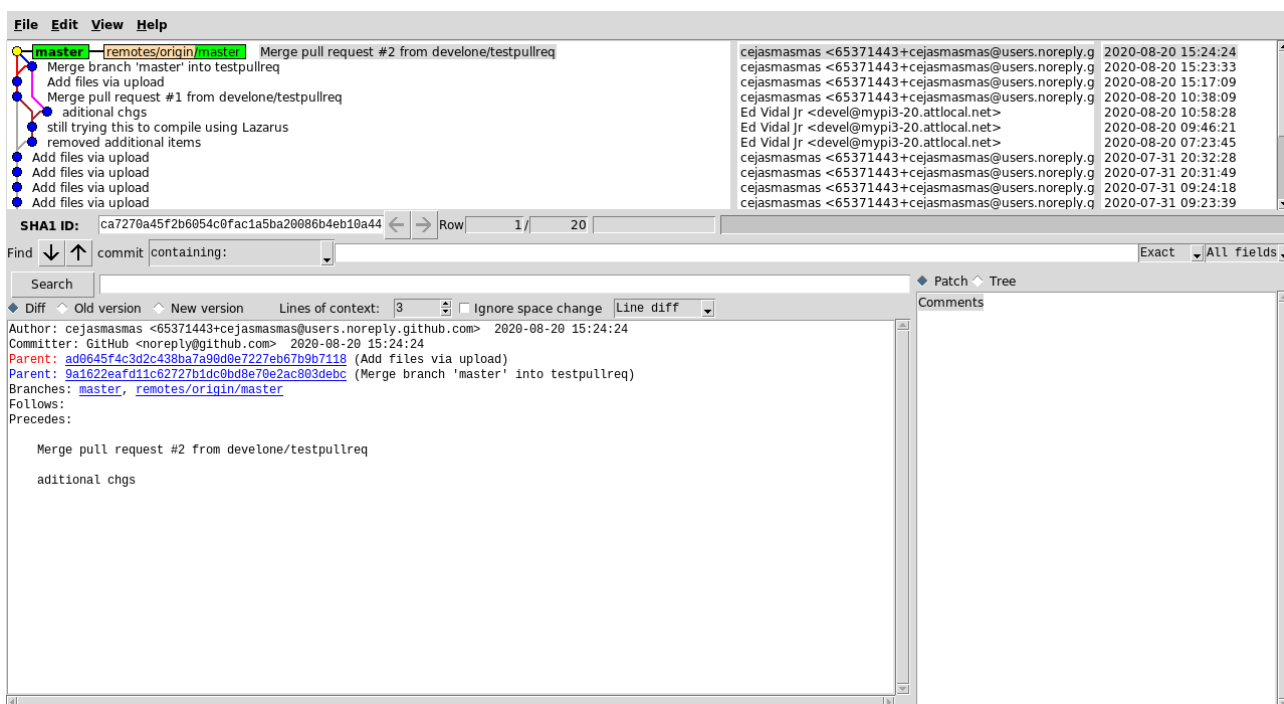 File Edit View Help
master remotes/origin/master Merge pull request #2 from develone/testpullreq cejasmasmas <65371443+cejasmasmas@users.noreply.g 2020-08-20 15:24:24
Merge branch 'master' into testpullreq cejasmasmas <65371443+cejasmasmas@users.noreply.g 2020-08-20 15:23:33
Add files via upload cejasmasmas <65371443+cejasmasmas@users.noreply.g 2020-08-20 15:17:09
Merge pull request #1 from develone/testpullreq cejasmasmas <65371443+cejasmasmas@users.noreply.g 2020-08-20 10:38:09
aditional chgs Ed Vidal Jr <devel@mypi3-20.attlocal.net> 2020-08-20 10:58:28
still trying this to compile using Lazarus Ed Vidal Jr <devel@mypi3-20.attlocal.net> 2020-08-20 09:46:21
removed additional items Ed Vidal Jr <devel@mypi3-20.attlocal.net> 2020-08-20 07:23:45
Add files via upload cejasmasmas <65371443+cejasmasmas@users.noreply.g 2020-07-31 20:32:28
Add files via upload cejasmasmas <65371443+cejasmasmas@users.noreply.g 2020-07-31 20:31:49
Add files via upload cejasmasmas <65371443+cejasmasmas@users.noreply.g 2020-07-31 09:24:18
Add files via upload cejasmasmas <65371443+cejasmasmas@users.noreply.g 2020-07-31 09:23:39
SHA1 ID: ca7270a45f2b6054c0fac1a5ba20086b4eb10a44 Row 1/ 20
Find commit containing: Exact All fields
Search Patch Tree
Diff Old version New version Lines of context: 3 Ignore space change Line diff
Comments
Author: cejasmasmas <65371443+cejasmasmas@users.noreply.github.com> 2020-08-20 15:24:24
Committer: GitHub <noreply@github.com> 2020-08-20 15:24:24
Parent: ad0645f4c3d2c438ba7a90d0e7227eb67b9b7118 (Add files via upload)
Parent: 9a1622eafd11c62727b1dc0bd8e70e2ac803debc (Merge branch 'master' into testpullreq)
Branches: master, remotes/origin/master
Follows:
Precedes:
Merge pull request #2 from develone/testpullreq
aditional chgs